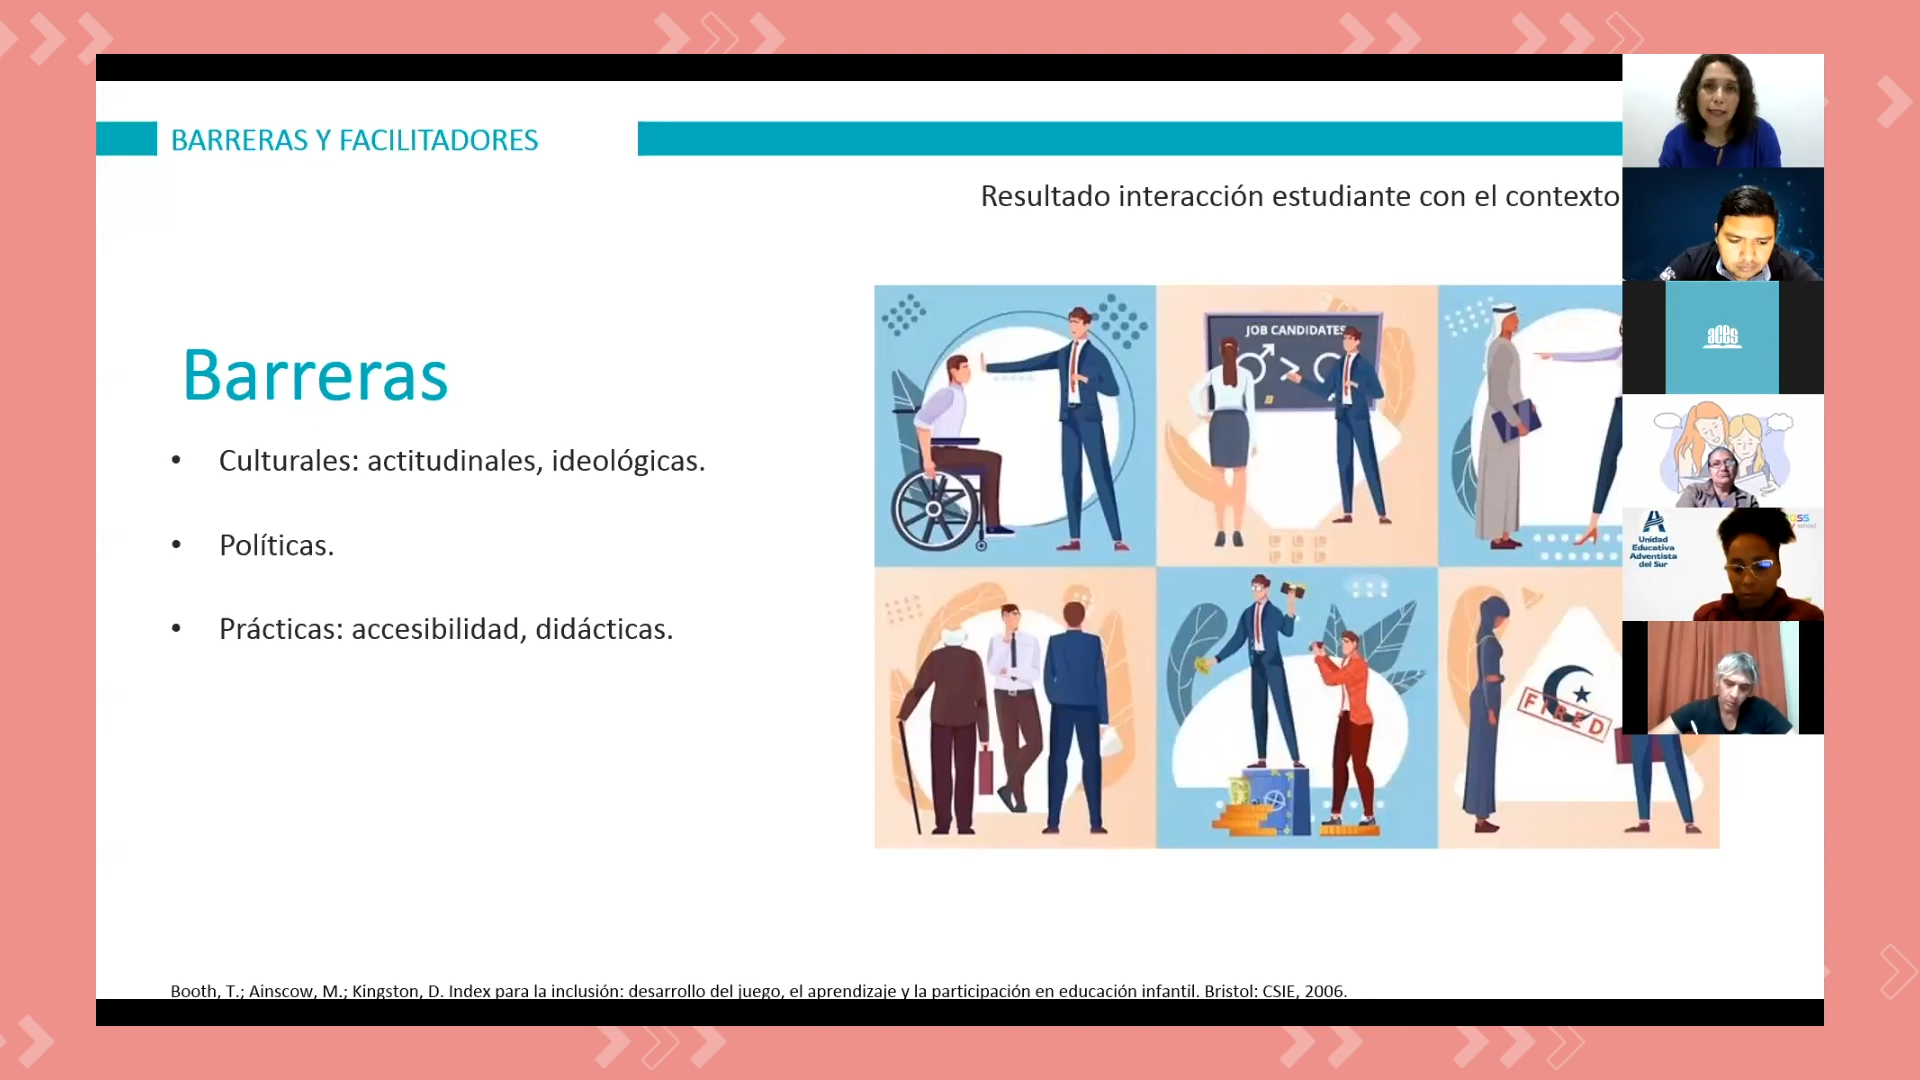 BARRERAS Y FACILITADORES
Resultado interacción estudiante con el contexto
Barreras
• Culturales: actitudinales, ideológicas.
• Políticas.
• Prácticas: accesibilidad, didácticas.
JOB CANDIDATES
FIRED
aces
Unidad
Educativa
Adventista
del Sur
school
Booth, T.; Ainscow, M.; Kingston, D. Index para la inclusión: desarrollo del juego, el aprendizaje y la participación en educación infantil. Bristol: CSIE, 2006.